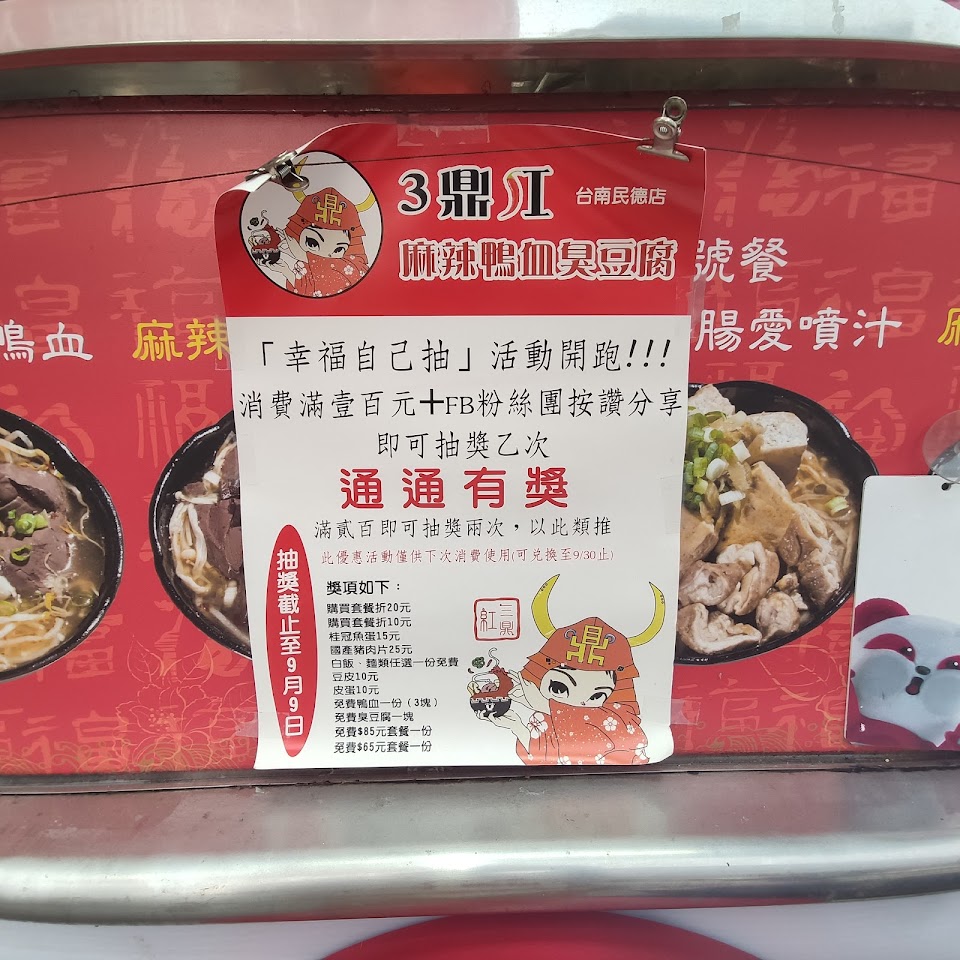 3鼎紅 台南民德店
麻辣鴨血臭豆腐
「幸福自己抽」活動開跑!!!
消費滿壹百元+FB粉絲團按讚分享
即可抽獎乙次
通通有獎
滿貳百即可抽獎兩次，以此類推
此優惠活動僅供下次消費使用(可兌換至9/30止)
抽獎截止至9月9日
獎項如下：
購買套餐折20元
購買套餐折10元
桂冠魚蛋15元
國產豬肉片25元
白飯、麵類任選一份免費
豆皮10元
皮蛋10元
免費鴨血一份（3塊）
免費臭豆腐一塊
免費$85元套餐一份
免費$65元套餐一份
三鼎紅
鼎
鴨血
麻辣
號餐
腸愛噴汁